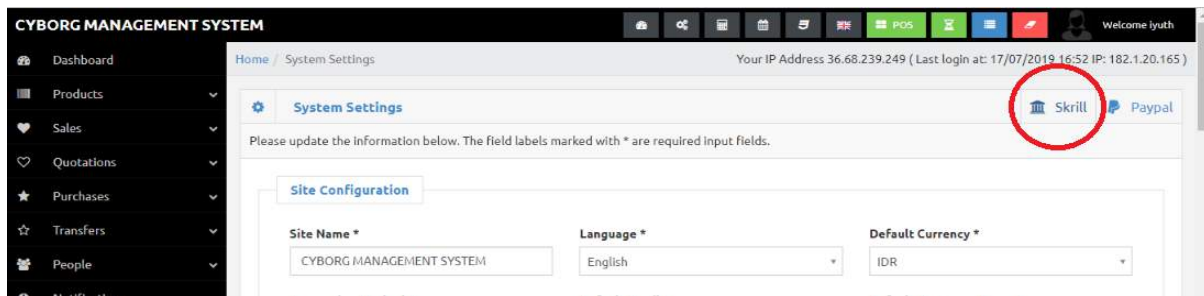 CYBORG MANAGEMENT SYSTEM
POS
Welcome iyuth
Dashboard
Products
Sales
Quotations
Purchases
Transfers
People
Home / System Settings
Your IP Address 36.68.239.249 ( Last login at: 17/07/2019 16:52 IP: 182.1.20.165 )
System Settings
Skrill
Paypal
Please update the information below. The field labels marked with * are required input fields.
Site Configuration
Site Name *
Language *
Default Currency *
CYBORG MANAGEMENT SYSTEM
English
IDR